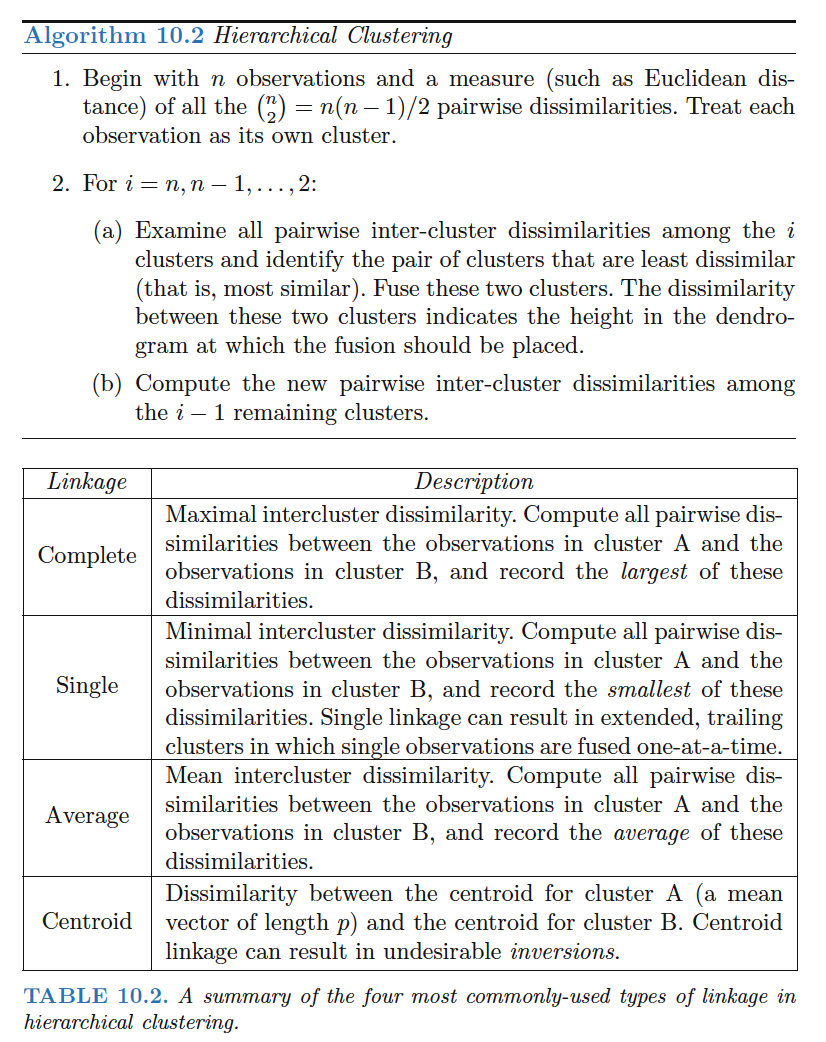 Algorithm 10.2 Hierarchical Clustering
1. Begin with n observations and a measure (such as Euclidean dis-
tance) of all the (n 2) = n(n − 1)/2 pairwise dissimilarities. Treat each
observation as its own cluster.
2. For i = n, n − 1, . . . , 2:
(a) Examine all pairwise inter-cluster dissimilarities among the i
clusters and identify the pair of clusters that are least dissimilar
(that is, most similar). Fuse these two clusters. The dissimilarity
between these two clusters indicates the height in the dendro-
gram at which the fusion should be placed.
(b) Compute the new pairwise inter-cluster dissimilarities among
the i − 1 remaining clusters.
Linkage Description
Complete
Maximal intercluster dissimilarity. Compute all pairwise dis-
similarities between the observations in cluster A and the
observations in cluster B, and record the largest of these
dissimilarities.
Single
Minimal intercluster dissimilarity. Compute all pairwise dis-
similarities between the observations in cluster A and the
observations in cluster B, and record the smallest of these
dissimilarities. Single linkage can result in extended, trailing
clusters in which single observations are fused one-at-a-time.
Average
Mean intercluster dissimilarity. Compute all pairwise dis-
similarities between the observations in cluster A and the
observations in cluster B, and record the average of these
dissimilarities.
Centroid
Dissimilarity between the centroid for cluster A (a mean
vector of length p) and the centroid for cluster B. Centroid
linkage can result in undesirable inversions.
TABLE 10.2. A summary of the four most commonly-used types of linkage in
hierarchical clustering.